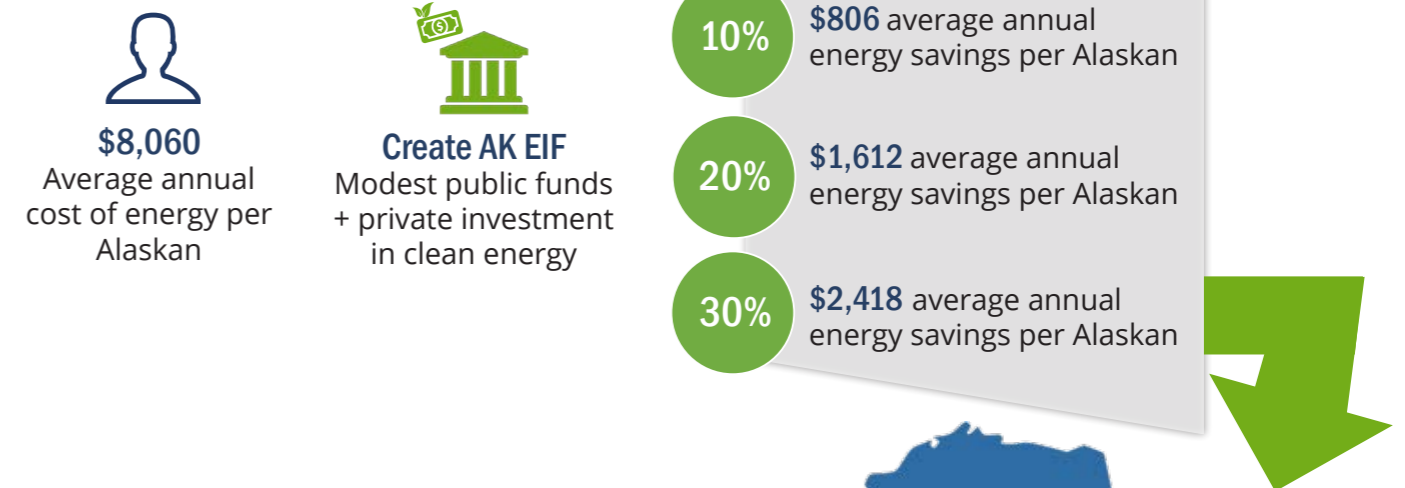 $8,060
Average annual
cost of energy per
Alaskan
Create AK EIF
Modest public funds
+ private investment
in clean energy
10%
$806 average annual
energy savings per Alaskan
20%
$1,612 average annual
energy savings per Alaskan
30%
$2,418 average annual
energy savings per Alaskan